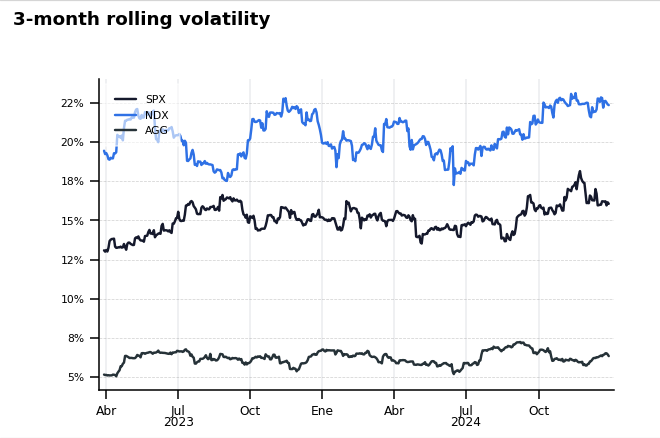 3-month rolling volatility
SPX
NDX
AGG
22%
20%
18%
15%
12%
10%
8%
5%
Abr
Jul
Oct
Ene
Abr
Jul
Oct
2023
2024